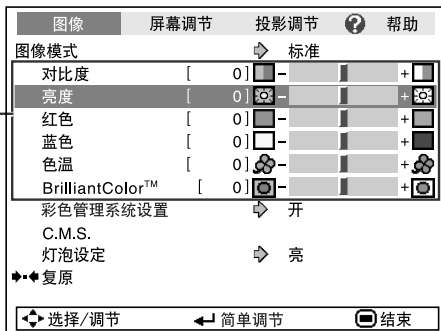 图像 屏幕调节 投影调节 ? 帮助
图像模式 标准
对比度 [ 0] - +
亮度 [ 0] - +
红色 [ 0] - +
蓝色 [ 0] - +
色温 [ 0] - +
BrilliantColor™ [ 0] - +
彩色管理系统设置 开
C.M.S.
灯泡设定 亮
复原
选择/调节 简单调节 结束